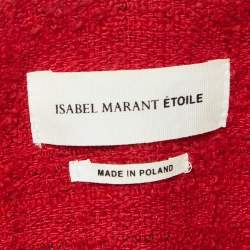 ISABEL MARANT ÉTOILE
MADE IN POLAND